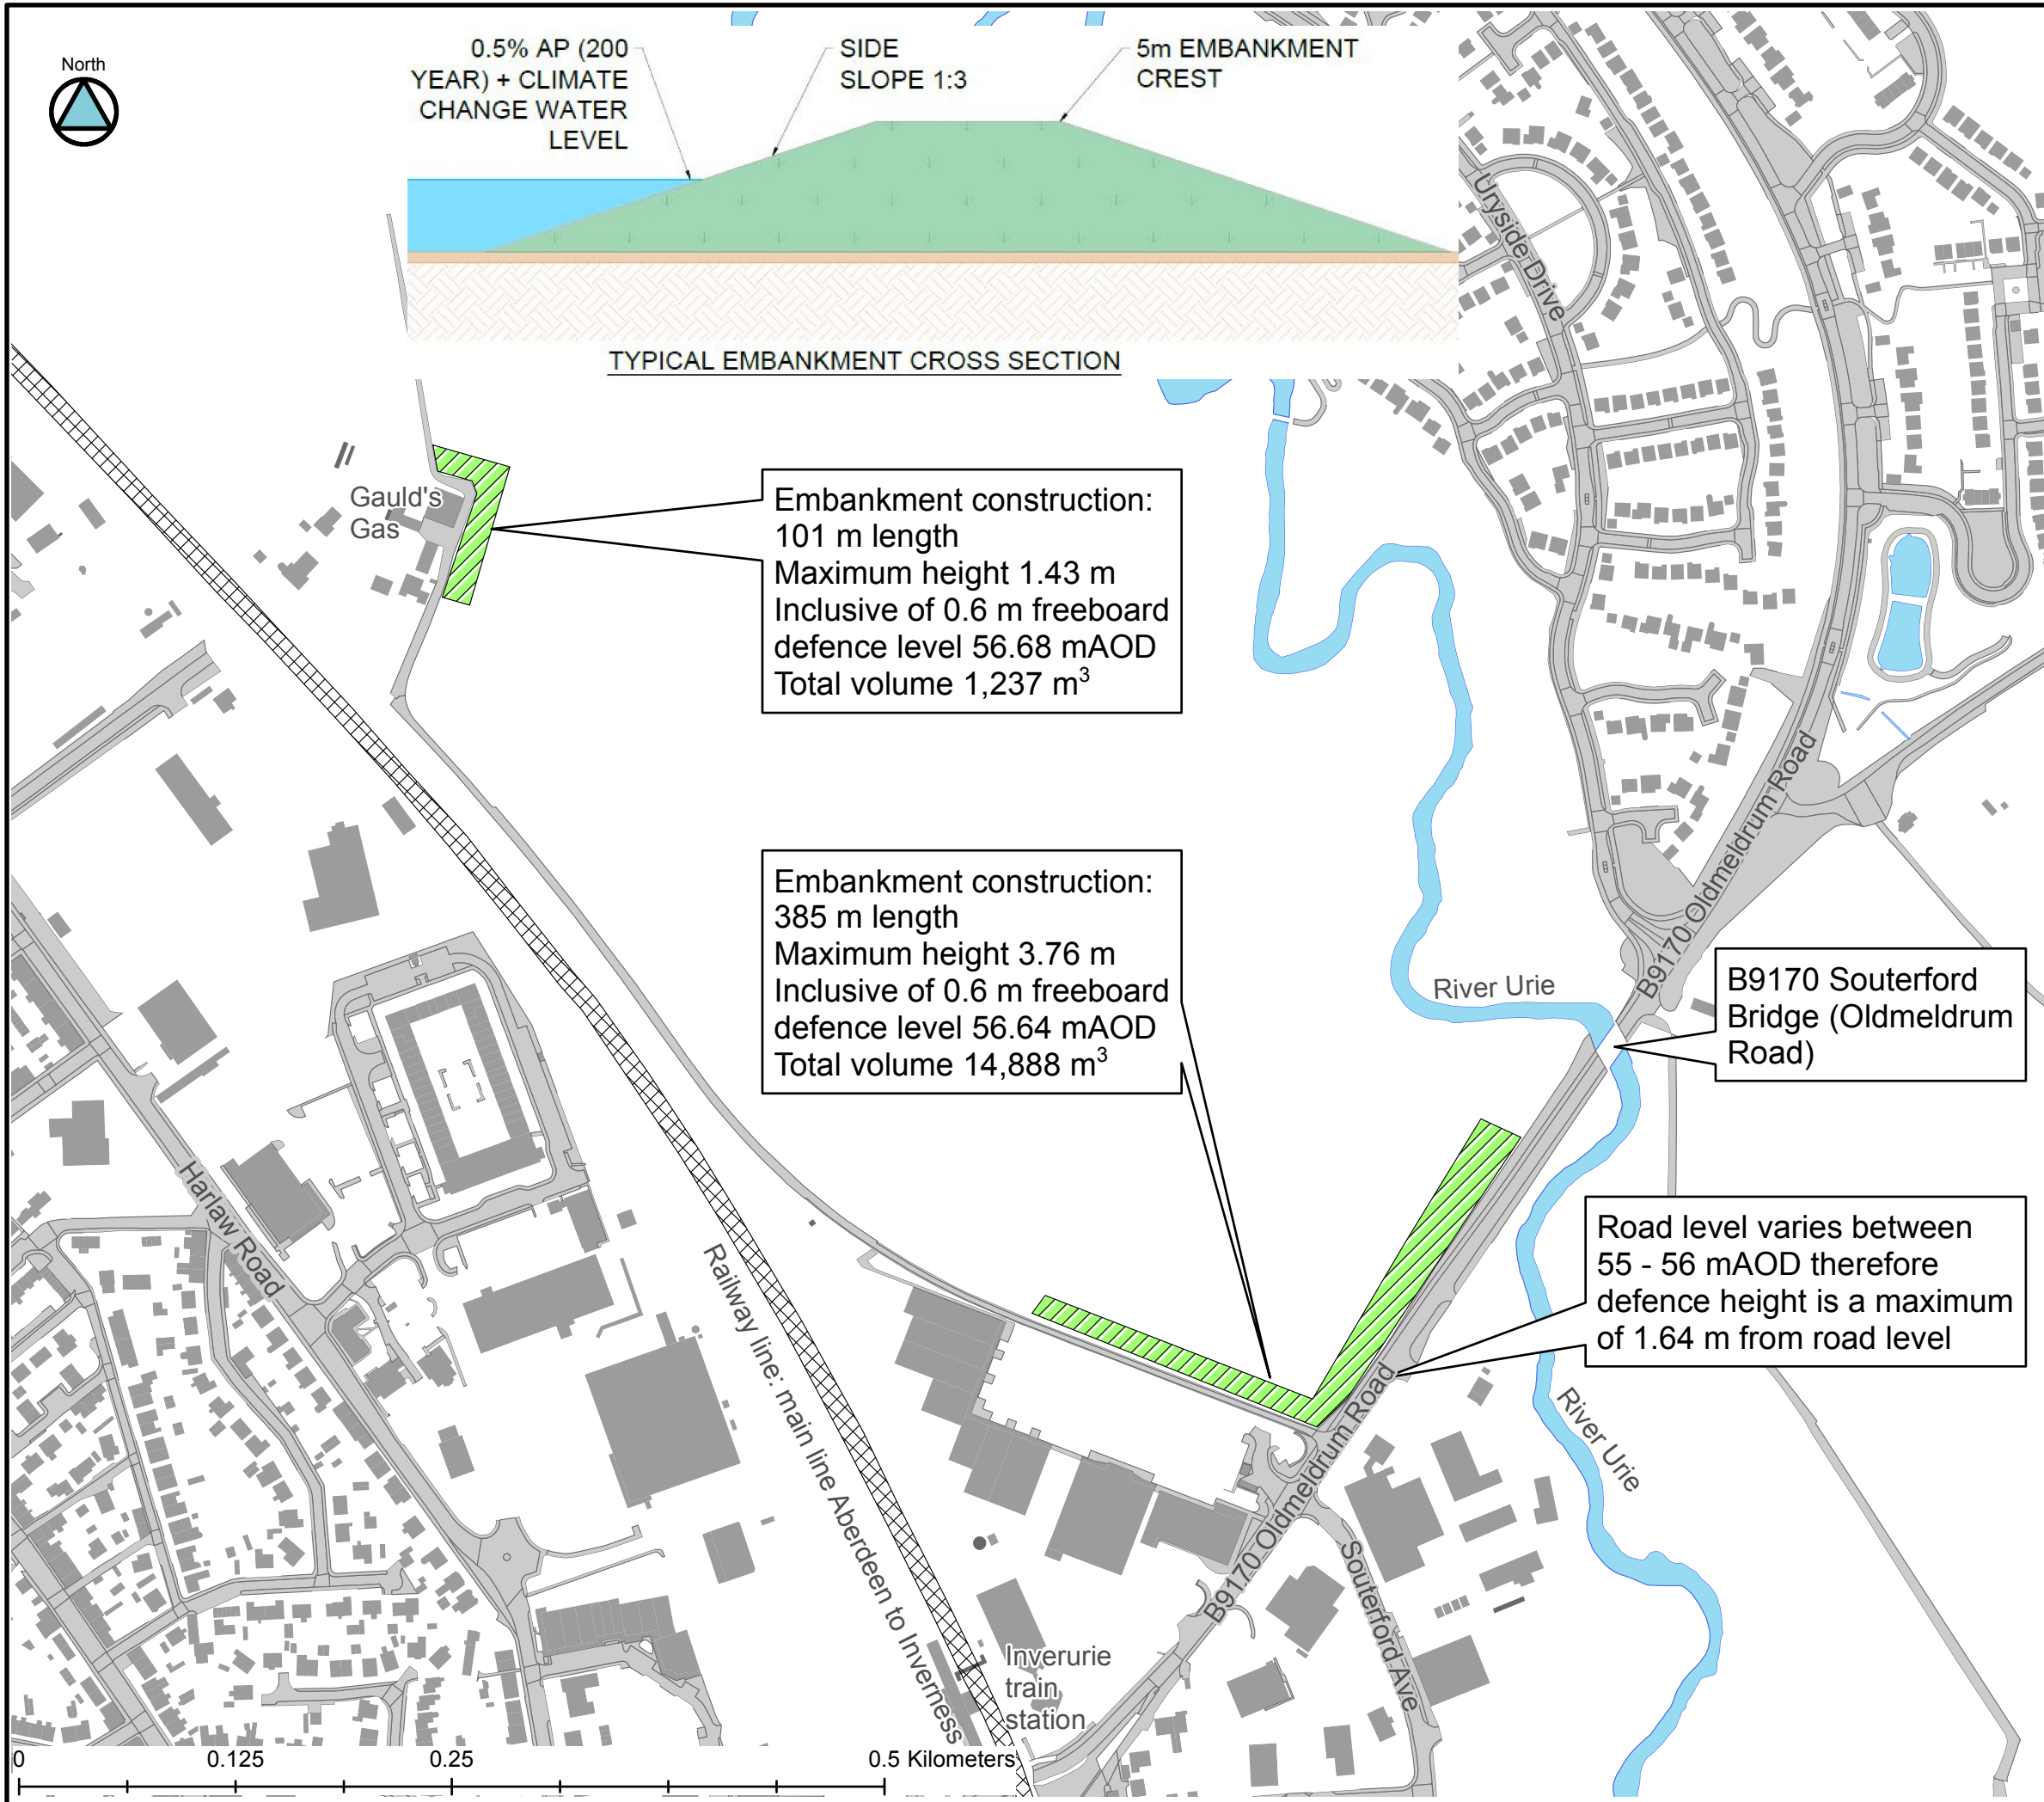 North
0.5% AP (200
YEAR) + CLIMATE
CHANGE WATER
LEVEL
SIDE
SLOPE 1:3
5m EMBANKMENT
CREST
TYPICAL EMBANKMENT CROSS SECTION
Uryside Drive
Gauld's
Gas
Embankment construction:
101 m length
Maximum height 1.43 m
Inclusive of 0.6 m freeboard
defence level 56.68 mAOD
Total volume 1,237 m³
Embankment construction:
385 m length
Maximum height 3.76 m
Inclusive of 0.6 m freeboard
defence level 56.64 mAOD
Total volume 14,888 m³
B9170 Oldmeldrum Road
River Urie
B9170 Souterford
Bridge (Oldmeldrum
Road)
Road level varies between
55 - 56 mAOD therefore
defence height is a maximum
of 1.64 m from road level
Harlaw Road
Railway line: main line Aberdeen to Inverness
River Urie
B9170 Oldmeldrum Road
Souterford Ave
Inverurie
train
station
0 0.125 0.25 0.5 Kilometers